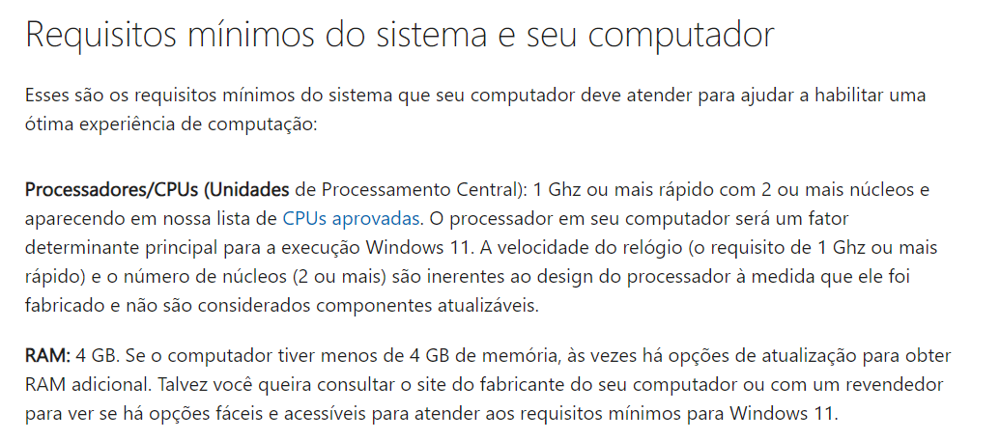 Requisitos mínimos do sistema e seu computador
Esses são os requisitos mínimos do sistema que seu computador deve atender para ajudar a habilitar uma
ótima experiência de computação:
Processadores/CPUs (Unidades de Processamento Central): 1 Ghz ou mais rápido com 2 ou mais núcleos e
aparecendo em nossa lista de CPUs aprovadas. O processador em seu computador será um fator
determinante principal para a execução Windows 11. A velocidade do relógio (o requisito de 1 Ghz ou mais
rápido) e o número de núcleos (2 ou mais) são inerentes ao design do processador à medida que ele foi
fabricado e não são considerados componentes atualizáveis.
RAM: 4 GB. Se o computador tiver menos de 4 GB de memória, às vezes há opções de atualização para obter
RAM adicional. Talvez você queira consultar o site do fabricante do seu computador ou com um revendedor
para ver se há opções fáceis e acessíveis para atender aos requisitos mínimos para Windows 11.